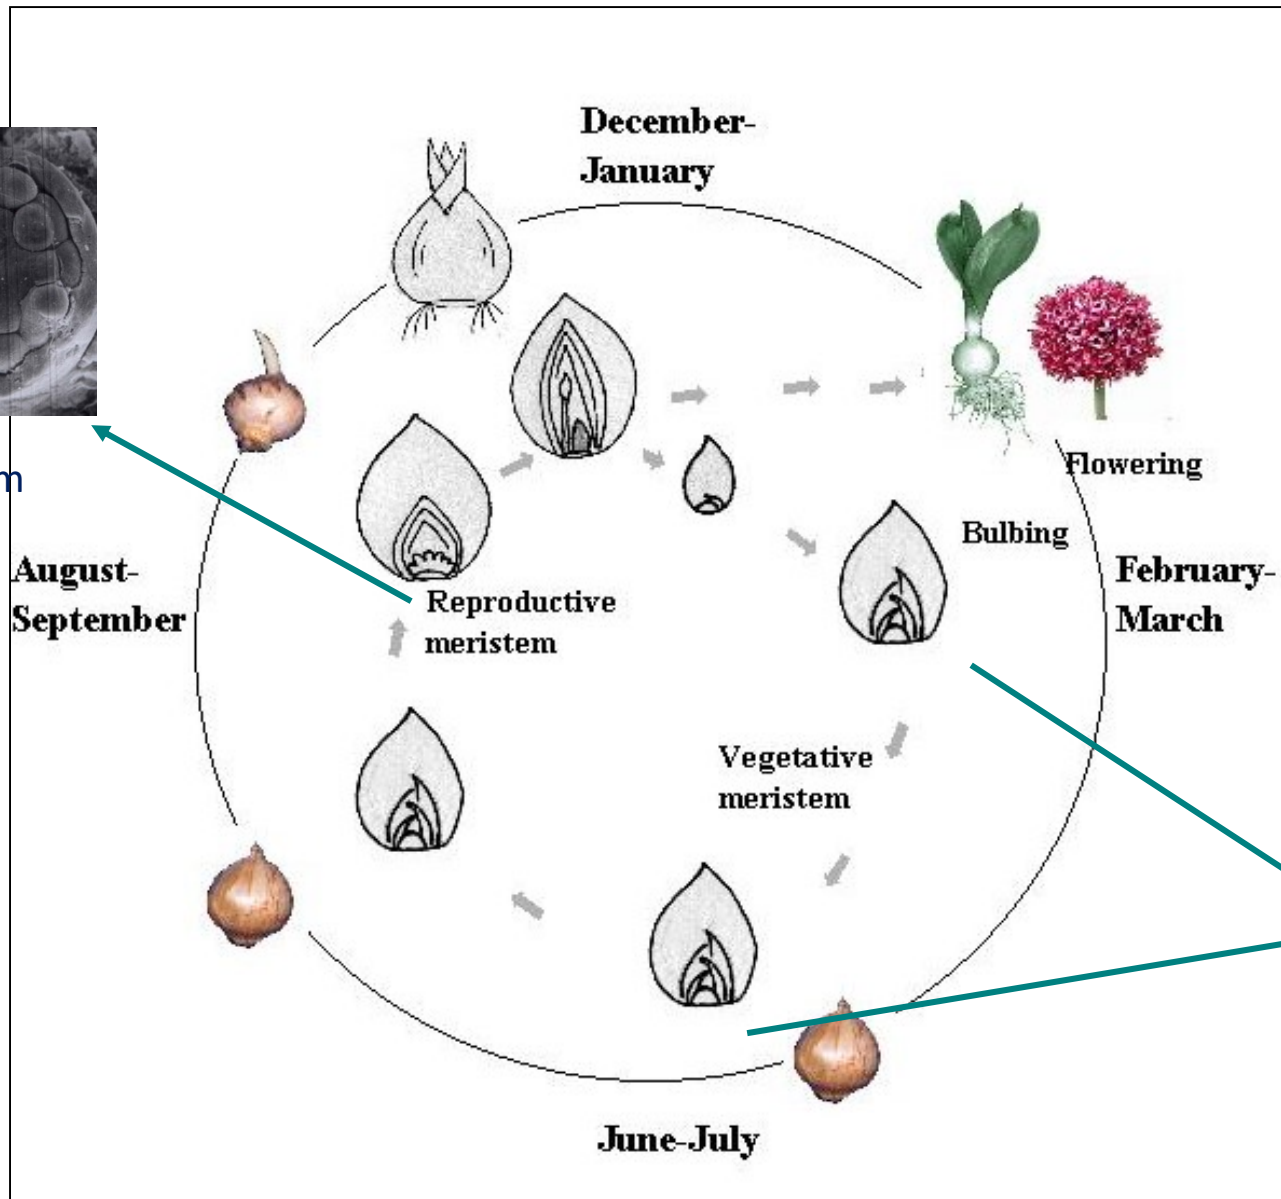 December-
January
Flowering
Bulbing
August-
September
February-
March
Reproductive
meristem
Vegetative
meristem
June-July
m